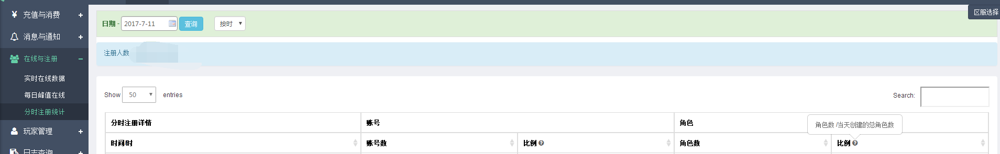 充值与消费
消息与通知
在线与注册
实时在线数据
每日峰值在线
分时注册统计
玩家管理
日志查询
区服选择
日期 - 2017-7-11 查询 按时
注册人数
Show 50 entries
Search:
分时注册详情 账号 角色
角色数 /当天创建的总角色数
时间/时 账号数 比例 角色数 比例